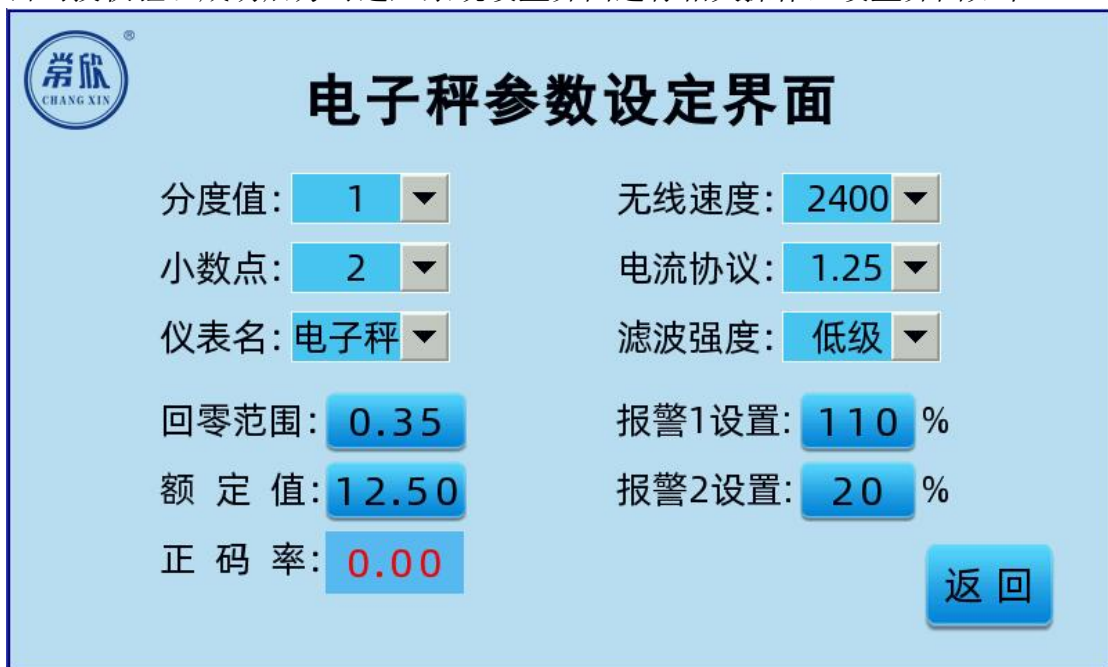 常欣
CHANG XIN
®
电子秤参数设定界面
分度值: 1 无线速度: 2400
小数点: 2 电流协议: 1.25
仪表名: 电子秤 滤波强度: 低级
回零范围: 0.35 报警1设置: 110 %
额 定 值: 12.50 报警2设置: 20 %
正 码 率: 0.00
返 回